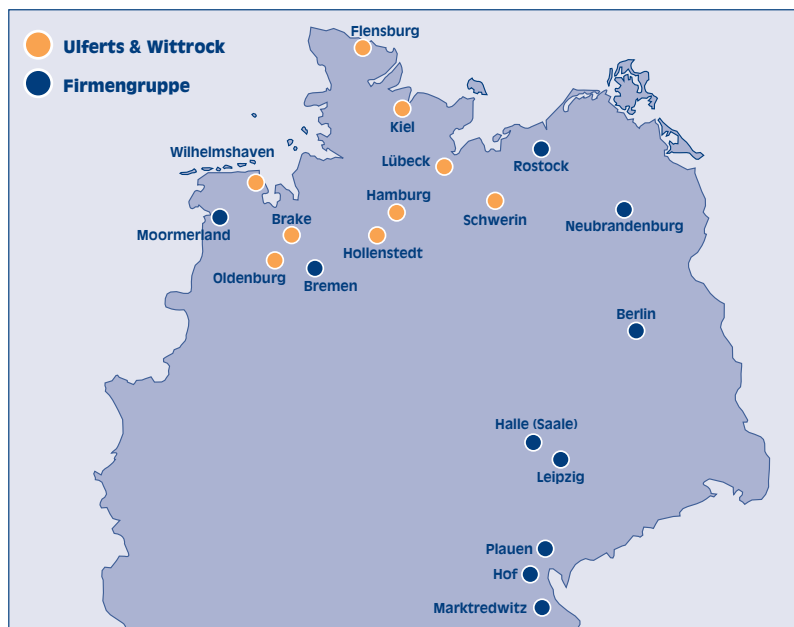 Flensburg
Ulferts & Wittrock
Firmengruppe
Kiel
Wilhelmshaven
Lübeck
Rostock
Hamburg
Schwerin
Neubrandenburg
Moormerland
Brake
Hollenstedt
Oldenburg
Bremen
Berlin
Halle (Saale)
Leipzig
Plauen
Hof
Marktredwitz